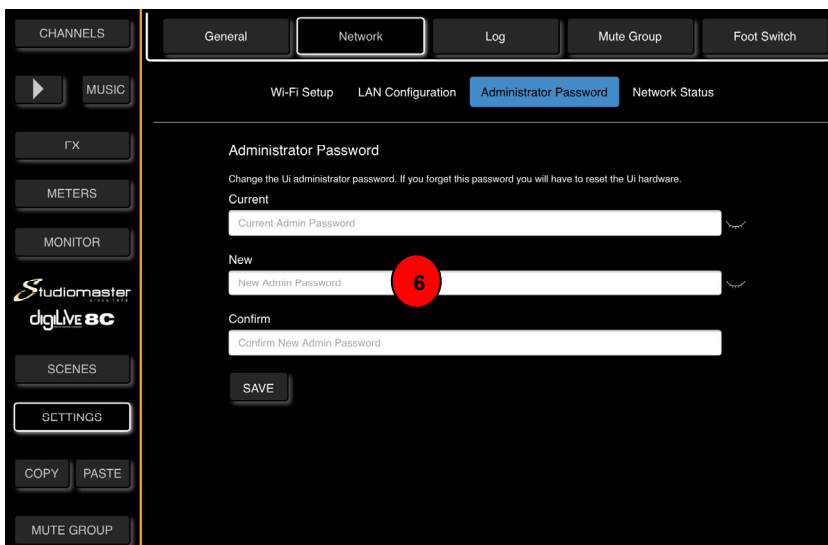 CHANNELS
General
Network
Log
Mute Group
Foot Switch
MUSIC
Wi-Fi Setup
LAN Configuration
Administrator Password
Network Status
FX
METERS
MONITOR
Administrator Password
Change the Ui administrator password. If you forget this password you will have to reset the Ui hardware.
Current
Current Admin Password
New
New Admin Password
6
Confirm
Confirm New Admin Password
SAVE
Studiomaster
since 1976
digiLiVE 8C
SCENES
SETTINGS
COPY
PASTE
MUTE GROUP